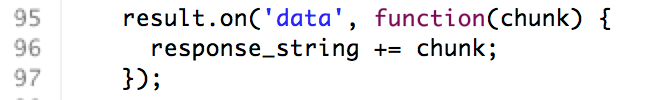 95 result.on('data', function(chunk) {
96 response_string += chunk;
97 });